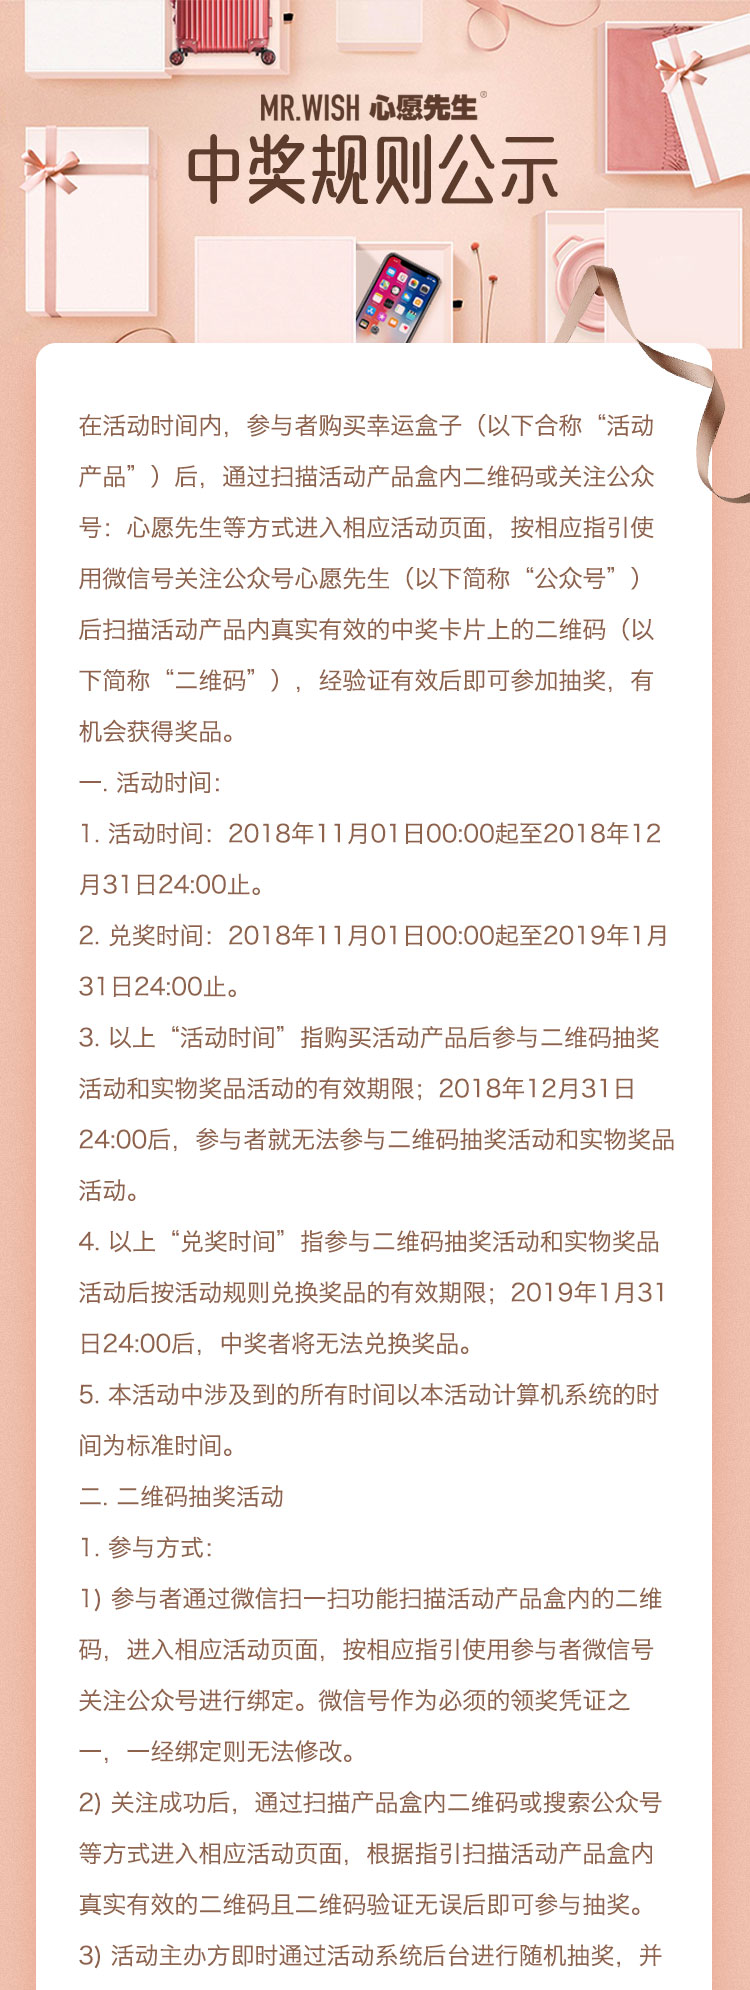 MR.WISH 心愿先生®
中奖规则公示
在活动时间内，参与者购买幸运盒子（以下合称“活动
产品”）后，通过扫描活动产品盒内二维码或关注公众
号：心愿先生等方式进入相应活动页面，按相应指引使
用微信号关注公众号心愿先生（以下简称“公众号”）
后扫描活动产品内真实有效的中奖卡片上的二维码（以
下简称“二维码”），经验证有效后即可参加抽奖，有
机会获得奖品。
一. 活动时间：
1. 活动时间：2018年11月01日00:00起至2018年12
月31日24:00止。
2. 兑奖时间：2018年11月01日00:00起至2019年1月
31日24:00止。
3. 以上“活动时间”指购买活动产品后参与二维码抽奖
活动和实物奖品活动的有效期限；2018年12月31日
24:00后，参与者就无法参与二维码抽奖活动和实物奖品
活动。
4. 以上“兑奖时间”指参与二维码抽奖活动和实物奖品
活动后按活动规则兑换奖品的有效期限；2019年1月31
日24:00后，中奖者将无法兑换奖品。
5. 本活动中涉及到的所有时间以本活动计算机系统的时
间为标准时间。
二. 二维码抽奖活动
1. 参与方式：
1) 参与者通过微信扫一扫功能扫描活动产品盒内的二维
码，进入相应活动页面，按相应指引使用参与者微信号
关注公众号进行绑定。微信号作为必须的领奖凭证之
一，一经绑定则无法修改。
2) 关注成功后，通过扫描产品盒内二维码或搜索公众号
等方式进入相应活动页面，根据指引扫描活动产品盒内
真实有效的二维码且二维码验证无误后即可参与抽奖。
3) 活动主办方即时通过活动系统后台进行随机抽奖，并